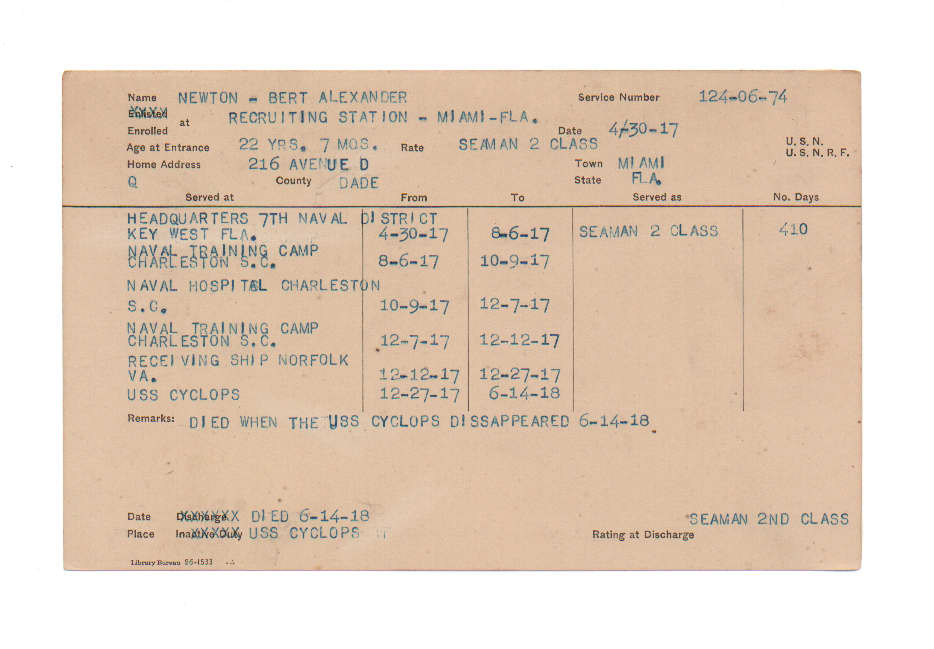 Name NEWTON - BERT ALEXANDER Service Number 124-06-74
Enlisted XXXX at RECRUITING STATION - MIAMI-FLA.
Enrolled Date 4-30-17
Age at Entrance 22 YRS. 7 MOS. Rate SEAMAN 2 CLASS U. S. N.
U. S. N. R. F.
Home Address 216 AVENUE D Town MIAMI
Q County DADE State FLA.
Served at From To Served as No. Days
HEADQUARTERS 7TH NAVAL DISTRICT
KEY WEST FLA. 4-30-17 8-6-17 SEAMAN 2 CLASS 410
NAVAL TRAINING CAMP
CHARLESTON S.C. 8-6-17 10-9-17
NAVAL HOSPITAL CHARLESTON
S.C. 10-9-17 12-7-17
NAVAL TRAINING CAMP
CHARLESTON S.C. 12-7-17 12-12-17
RECEIVING SHIP NORFOLK
VA. 12-12-17 12-27-17
USS CYCLOPS 12-27-17 6-14-18
Remarks: DIED WHEN THE USS CYCLOPS DISSAPPEARED 6-14-18
Date Discharge XXXXXX DIED 6-14-18 SEAMAN 2ND CLASS
Place Inactive Duty XXXXX USS CYCLOPS Rating at Discharge
Library Bureau 96-1533